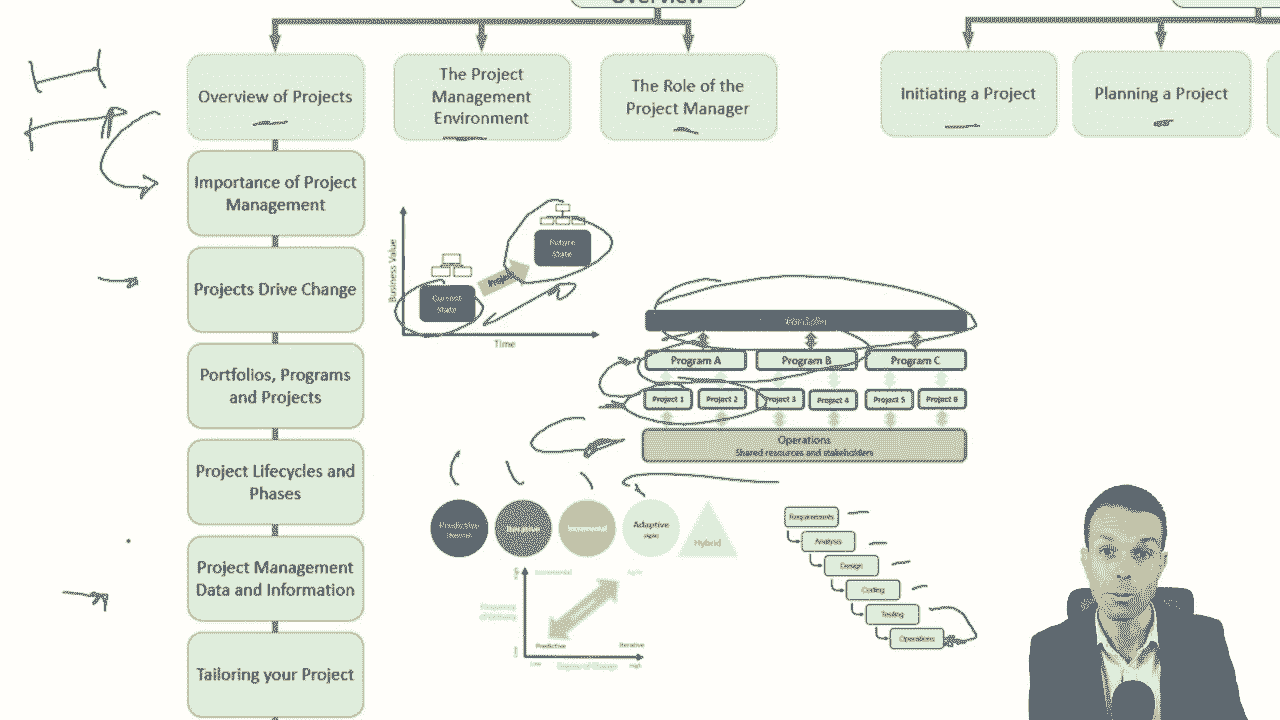 Overview
Overview of Projects
The Project
Management
Environment
The Role of the
Project Manager
Initiating a Project
Planning a Project
Importance of Project
Management
Projects Drive Change
Portfolios, Programs
and Projects
Project Lifecycles and
Phases
Project Management
Data and Information
Tailoring your Project
Business Value
Future
State
Project
Current
State
Time
Portfolio
Program A
Program B
Program C
Project 1
Project 2
Project 3
Project 4
Project 5
Project 6
Operations
Shared resources and stakeholders
Predictive
Iterative
Incremental
Adaptive
Hybrid
Incremental
Agile
Predictive
Iterative
Low
Degree of Change
High
Requirements
Analysis
Design
Coding
Testing
Operations